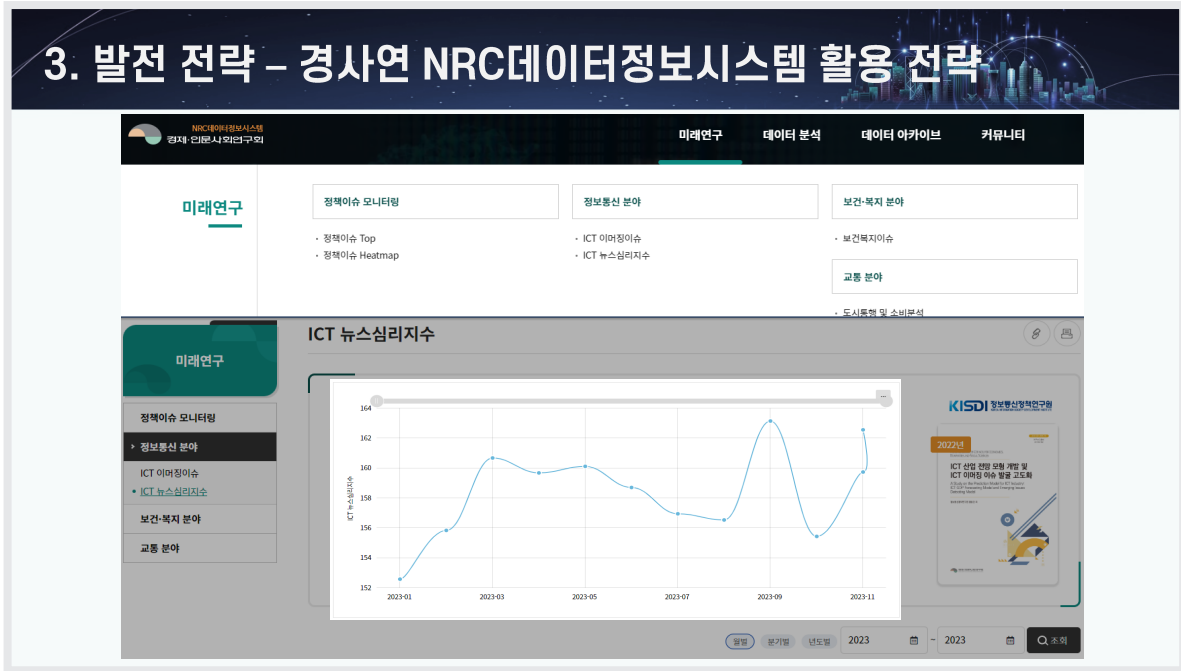 3. 발전 전략 – 경사연 NRC데이터정보시스템 활용 전략
NRC데이터정보시스템
경제·인문사회연구회
미래연구 데이터 분석 데이터 아카이브 커뮤니티
미래연구
정책이슈 모니터링
· 정책이슈 Top
· 정책이슈 Heatmap
정보통신 분야
· ICT 이머징이슈
· ICT 뉴스심리지수
보건·복지 분야
· 보건복지이슈
교통 분야
· 도시통행 및 소비분석
미래연구
정책이슈 모니터링
› 정보통신 분야
ICT 이머징이슈
• ICT 뉴스심리지수
보건·복지 분야
교통 분야
ICT 뉴스심리지수
...
ICT 뉴스심리지수
164
162
160
158
156
154
152
2023-01 2023-03 2023-05 2023-07 2023-09 2023-11
KISDI 정보통신정책연구원
2022년
ICT 산업 전망 모형 개발 및
ICT 이머징 이슈 발굴 고도화
월별 분기별 년도별 2023 ~ 2023 조회